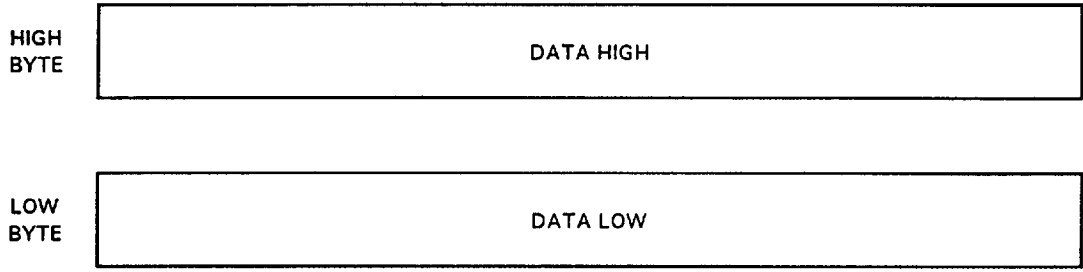 HIGH
BYTE
DATA HIGH
LOW
BYTE
DATA LOW